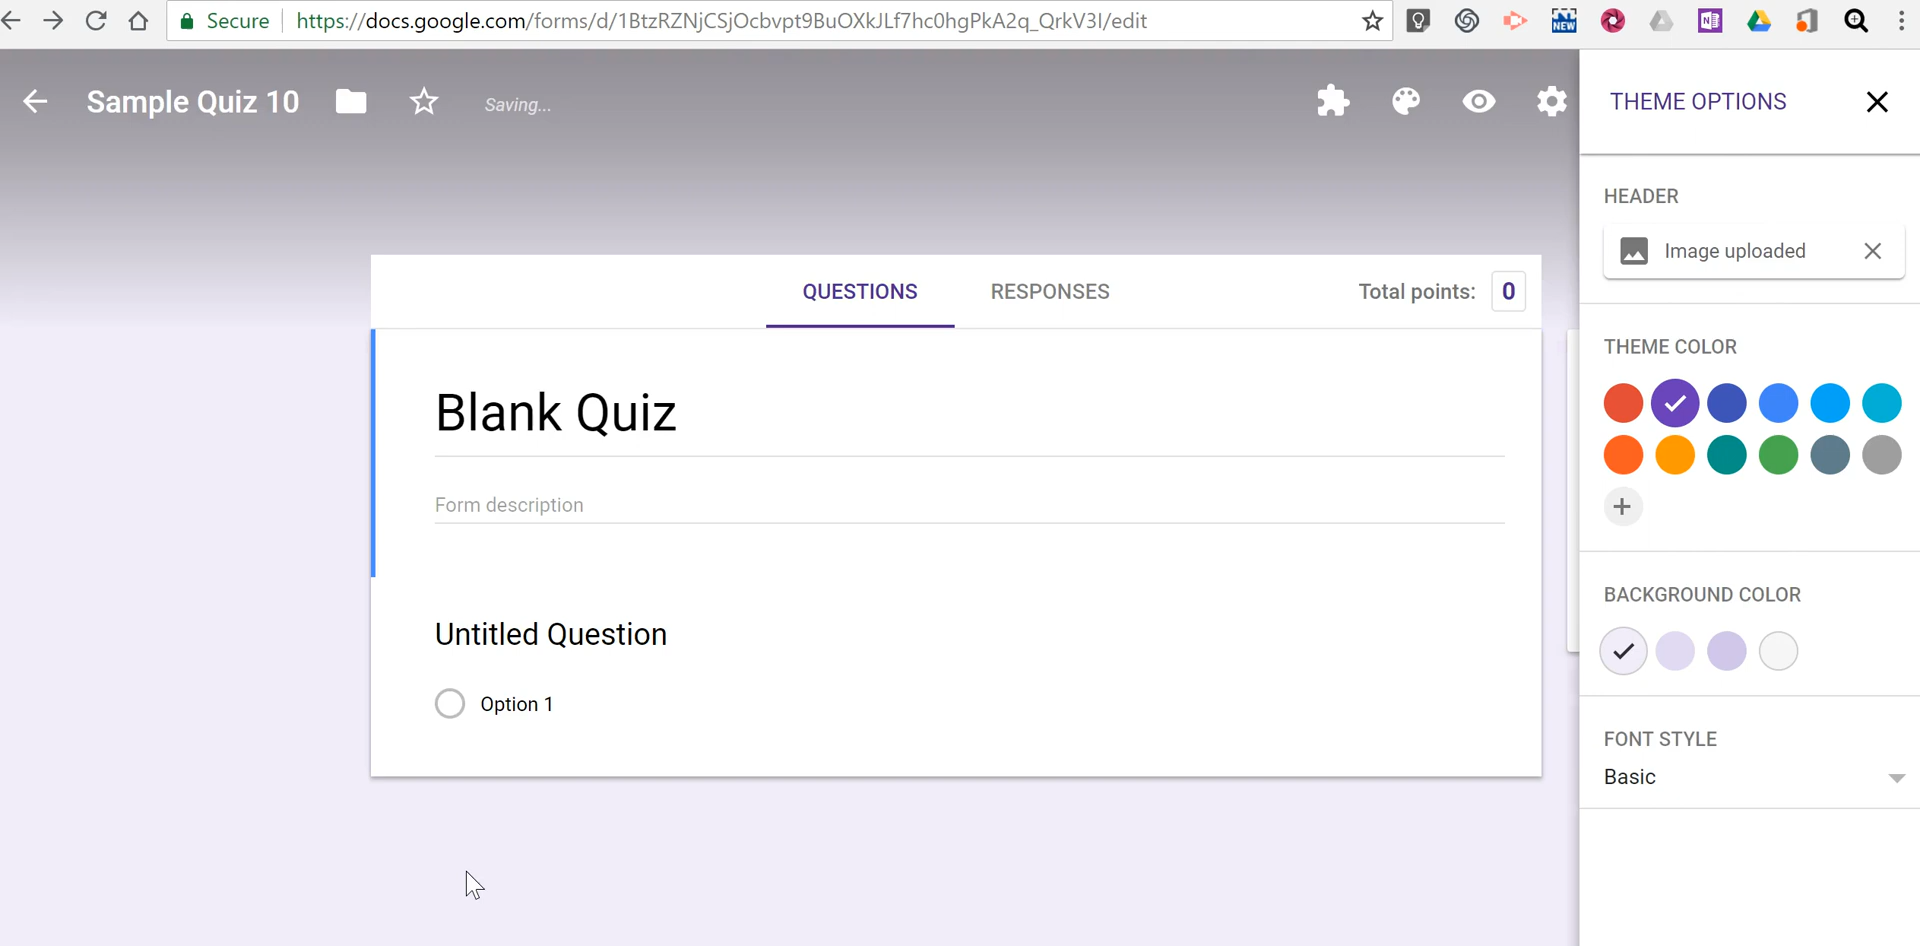 Secure https://docs.google.com/forms/d/1BtzRZNjCSjOcbvpt9BuOXkJLf7hc0hgPkA2q_QrkV3I/edit
NEW
N
Sample Quiz 10 Saving...
THEME OPTIONS
HEADER
Image uploaded
QUESTIONS RESPONSES Total points: 0
THEME COLOR
Blank Quiz
Form description
BACKGROUND COLOR
Untitled Question
Option 1
FONT STYLE
Basic